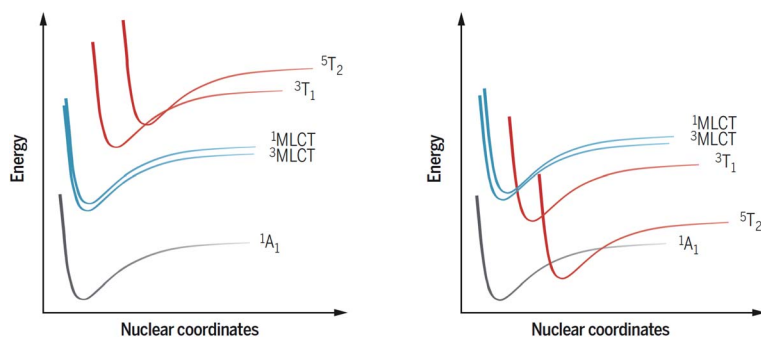 Energy
⁵T₂
³T₁
¹MLCT
³MLCT
¹A₁
Nuclear coordinates
Energy
¹MLCT
³MLCT
³T₁
⁵T₂
¹A₁
Nuclear coordinates